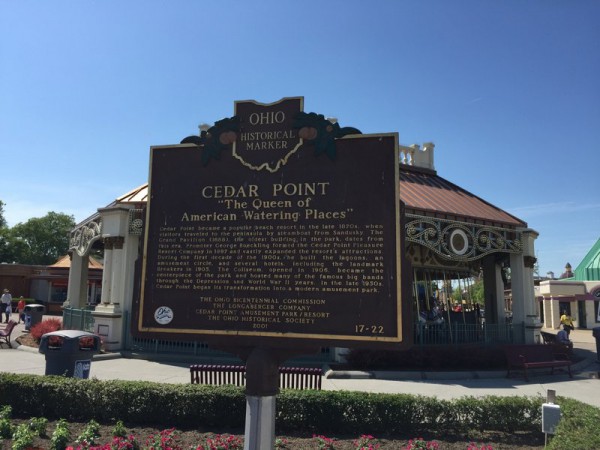 OHIO
HISTORICAL
MARKER
CEDAR POINT
"The Queen of
American Watering Places"
Cedar Point became a popular beach resort in the late 1870s, when
visitors traveled to the peninsula by steamboat from Sandusky. The
Grand Pavilion (1888), the oldest building in the park, dates from
this era. Promoter George Boeckling formed the Cedar Point Pleasure
Resort Company in 1897 and vastly expanded the resort's attractions.
During the first decade of the 1900s, he built the lagoons, an
amusement circle, and several hotels, including the landmark
Breakers in 1905. The Coliseum, opened in 1906, became the
centerpiece of the park and hosted many of the famous big bands
through the Depression and World War II years. In the late 1950s,
Cedar Point began its transformation into a modern amusement park.
THE OHIO BICENTENNIAL COMMISSION
THE LONGABERGER COMPANY
CEDAR POINT AMUSEMENT PARK/RESORT
THE OHIO HISTORICAL SOCIETY
2001
17-22